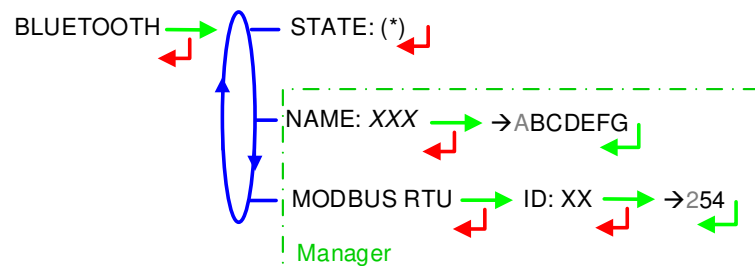 BLUETOOTH STATE: (*)
NAME: XXX →ABCDEFG
MODBUS RTU ID: XX →254
Manager